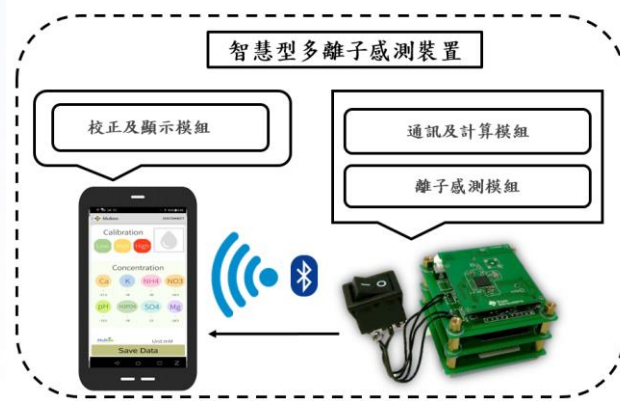 智慧型多離子感測裝置
校正及顯示模組
通訊及計算模組
離子感測模組
Calibration
Low
High
Concentration
Ca K NH4 NO3
pH H2PO4 SO4 Mg
Save Data